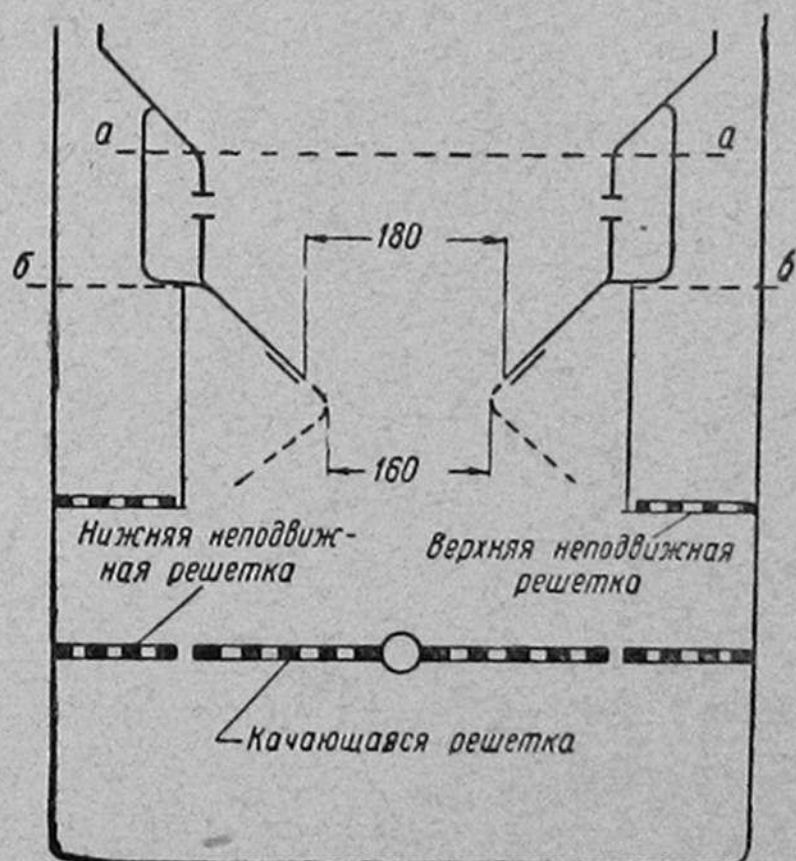 а
а
180
б
в
160
Нижняя неподвиж-
ная решетка
Верхняя неподвижная
решетка
Качающаяся решетка